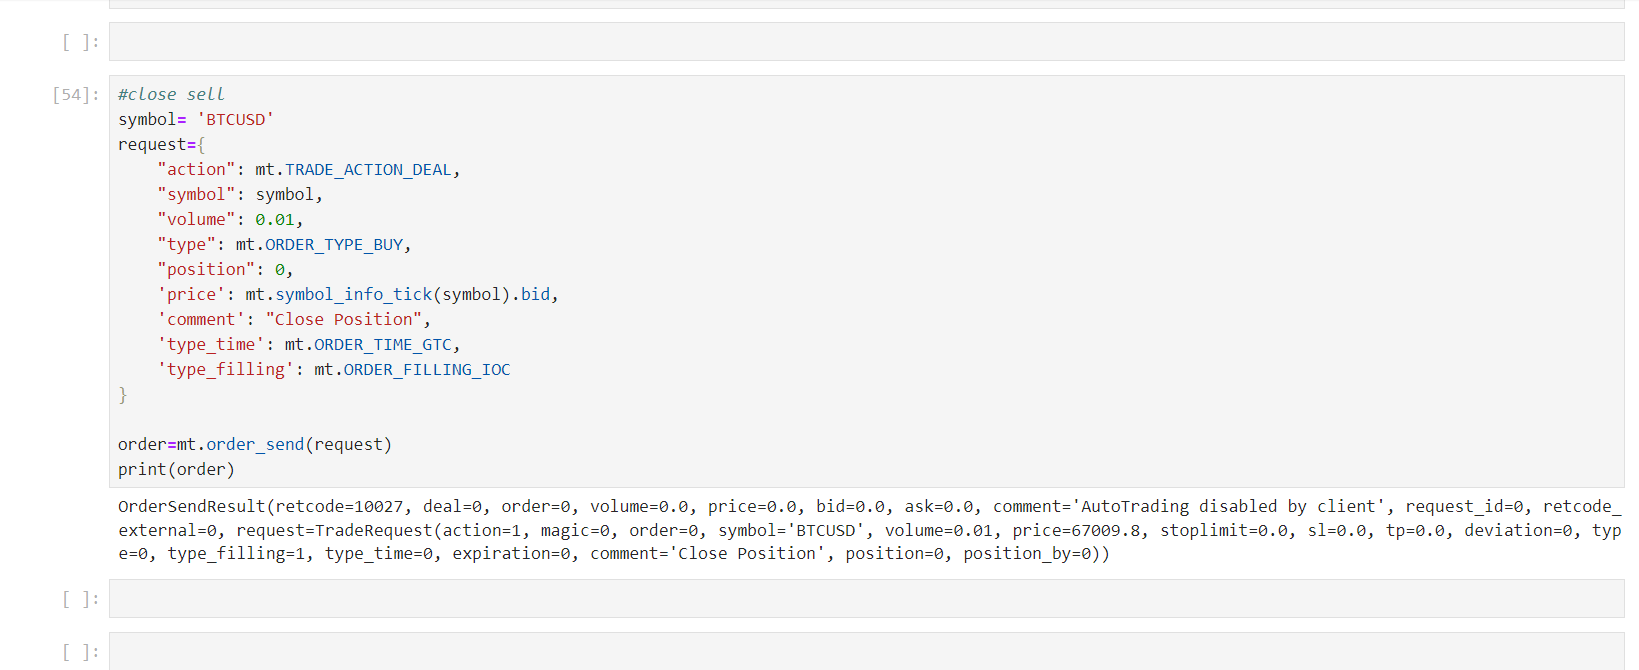 [ ]:
[54]:
#close sell
symbol= 'BTCUSD'
request={
    "action": mt.TRADE_ACTION_DEAL,
    "symbol": symbol,
    "volume": 0.01,
    "type": mt.ORDER_TYPE_BUY,
    "position": 0,
    'price': mt.symbol_info_tick(symbol).bid,
    'comment': "Close Position",
    'type_time': mt.ORDER_TIME_GTC,
    'type_filling': mt.ORDER_FILLING_IOC
}
order=mt.order_send(request)
print(order)
OrderSendResult(retcode=10027, deal=0, order=0, volume=0.0, price=0.0, bid=0.0, ask=0.0, comment='AutoTrading disabled by client', request_id=0, retcode_
external=0, request=TradeRequest(action=1, magic=0, order=0, symbol='BTCUSD', volume=0.01, price=67009.8, stoplimit=0.0, sl=0.0, tp=0.0, deviation=0, typ
e=0, type_filling=1, type_time=0, expiration=0, comment='Close Position', position=0, position_by=0))
[ ]:
[ ]: